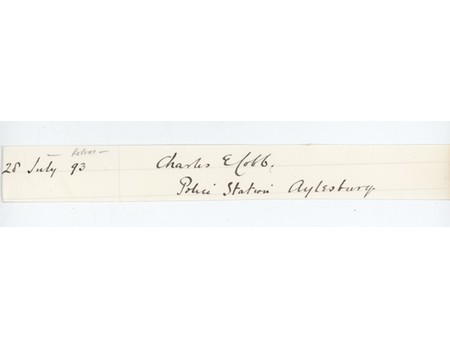 28 July 93 Charles E Cobb.
Police Station Aylesbury